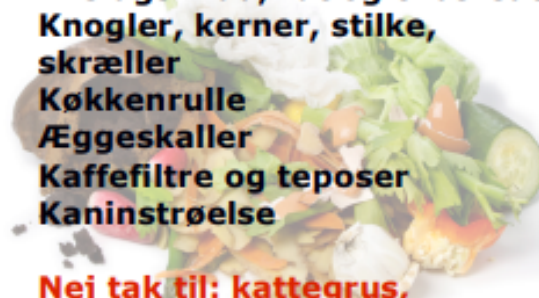 Knogler, kerner, stilke,
skræller
Køkkenrulle
Æggeskaller
Kaffefiltre og teposer
Kaninstrøelse
Nej tak til: kattegrus,